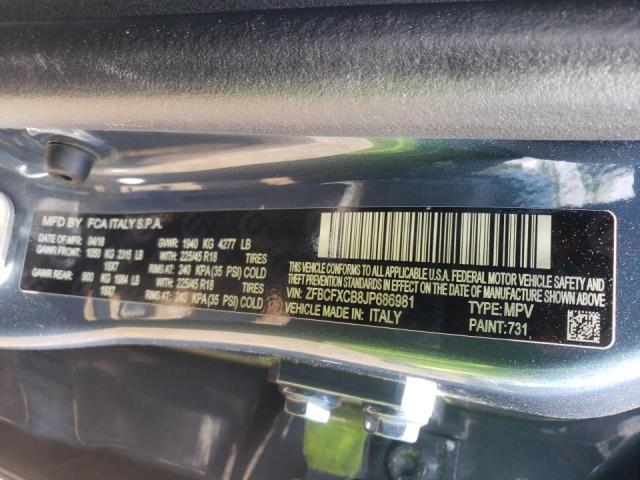 MFD BY FCA ITALY S.P.A.
DATE OF MFR: 04/18 GVWR: 1940 KG 4277 LB
GAWR FRONT: 1050 KG 2315 LB WITH: 225/45 R18 TIRES
18X7 RIMS AT: 240 KPA (35 PSI) COLD
GAWR REAR: 900 KG 1984 LB WITH: 225/45 R18 TIRES
18X7 RIMS AT: 240 KPA (35 PSI) COLD
THIS VEHICLE CONFORMS TO ALL APPLICABLE U.S.A. FEDERAL MOTOR VEHICLE SAFETY AND
THEFT PREVENTION STANDARDS IN EFFECT ON THE DATE OF MANUFACTURE SHOWN ABOVE.
VIN: ZFBCFXCB8JP686981 TYPE: MPV
VEHICLE MADE IN: ITALY PAINT: 731